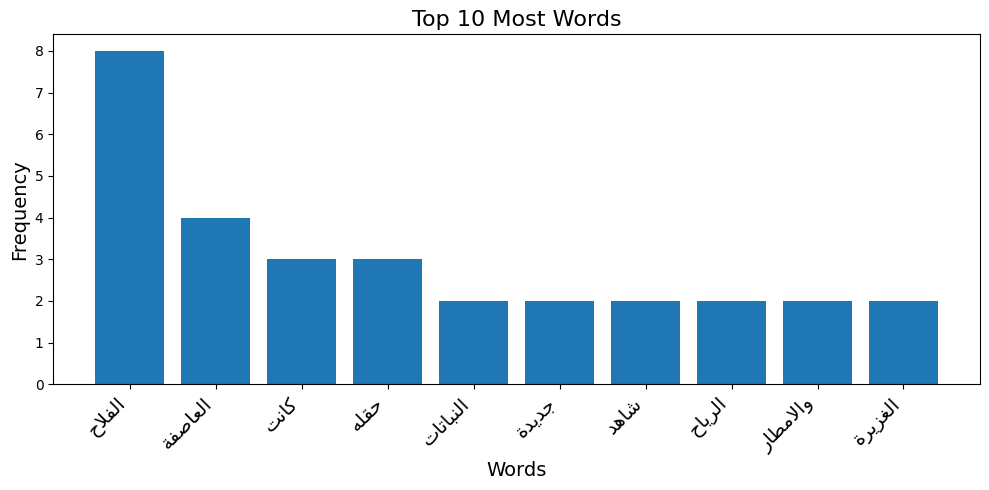 Top 10 Most Words
Frequency
8
7
6
5
4
3
2
1
0
الفلاح
العاصفة
كانت
حقله
النباتات
جديدة
شاهد
الرياح
والامطار
الغزيرة
Words